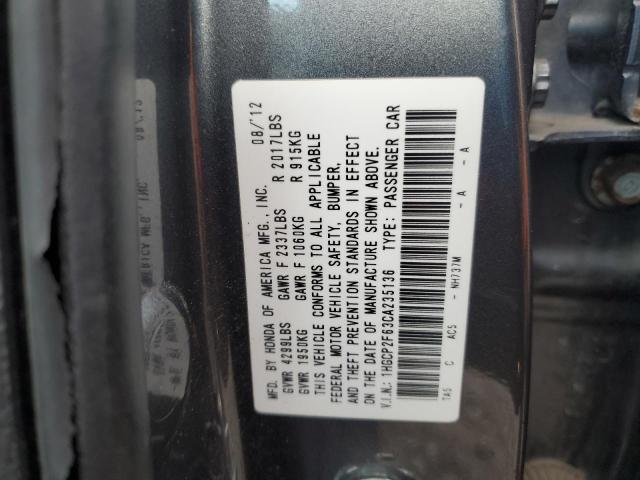 MFD. BY HONDA OF AMERICA MFG., INC. 08/'12
GVWR 4299LBS GAWR F 2337LBS R 2017LBS
GVWR 1950KG GAWR F 1060KG R 915KG
THIS VEHICLE CONFORMS TO ALL APPLICABLE
FEDERAL MOTOR VEHICLE SAFETY, BUMPER,
AND THEFT PREVENTION STANDARDS IN EFFECT
ON THE DATE OF MANUFACTURE SHOWN ABOVE.
V.I.N.: 1HGCP2F63CA235136 TYPE: PASSENGER CAR
TA5 C AC5 - NH737M - A - A